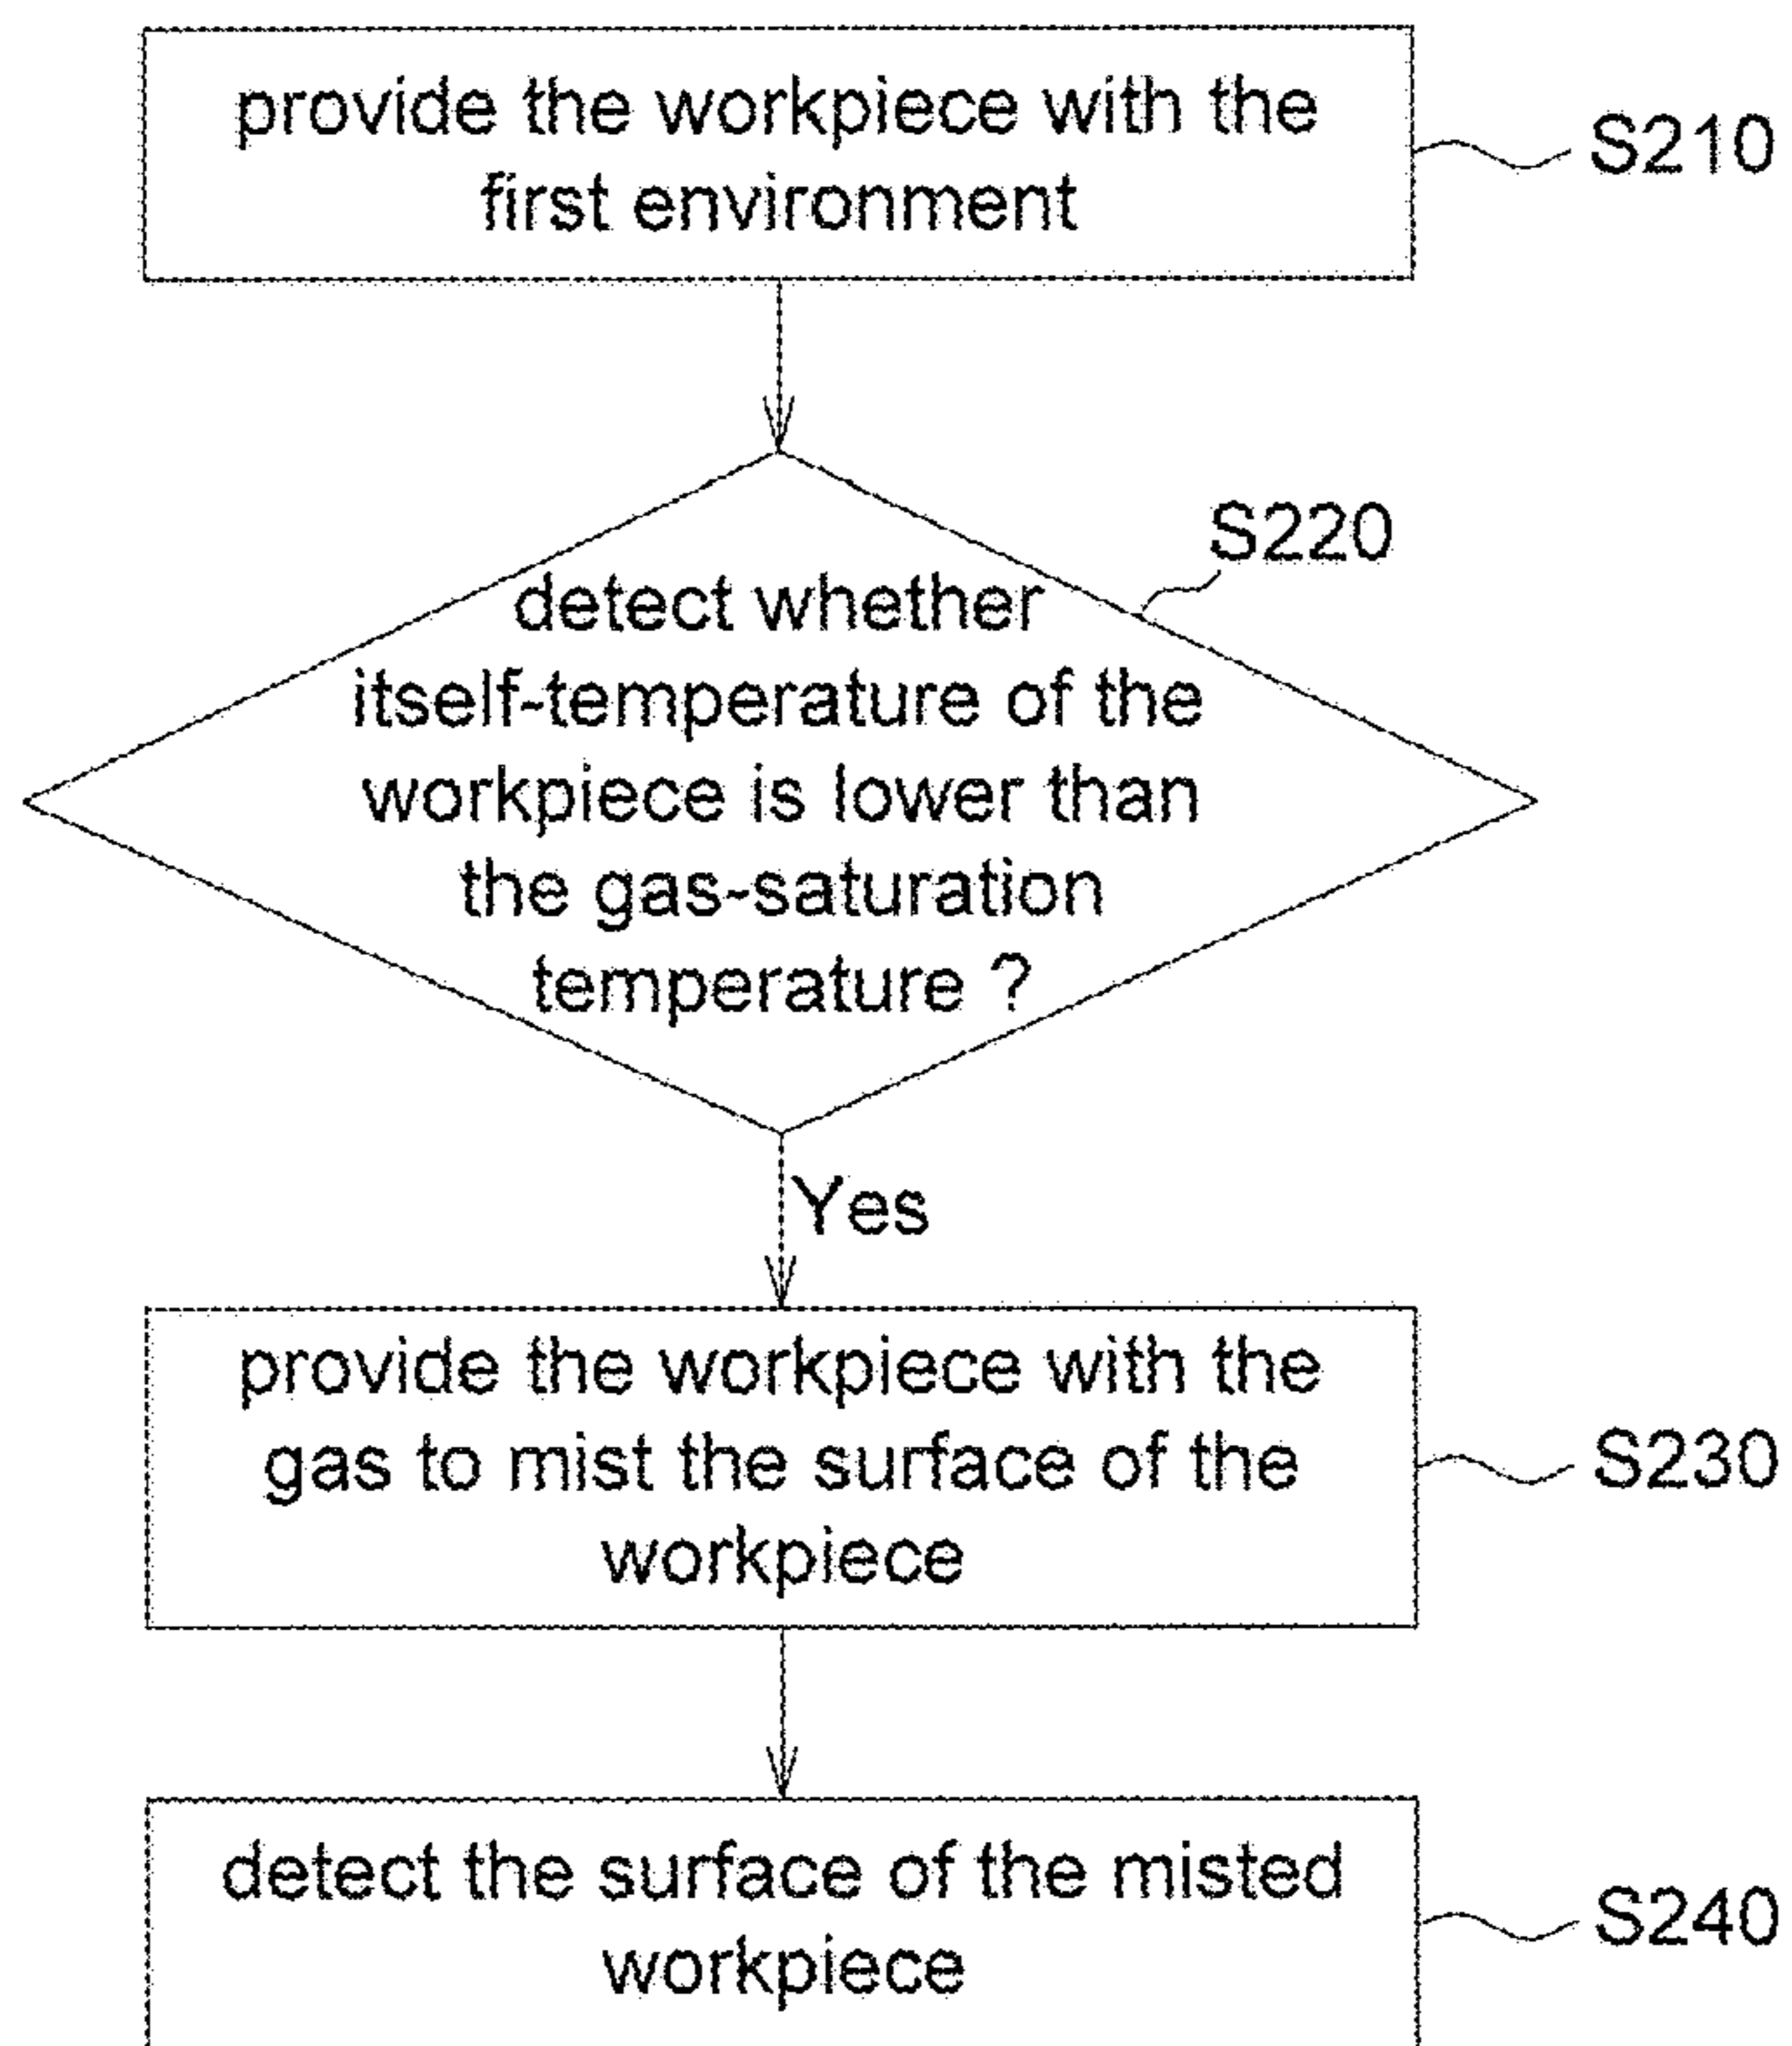 provide the workpiece with the
first environment
S210
S220
detect whether
itself-temperature of the
workpiece is lower than
the gas-saturation
temperature ?
Yes
provide the workpiece with the
gas to mist the surface of the
workpiece
S230
detect the surface of the misted
workpiece
S240